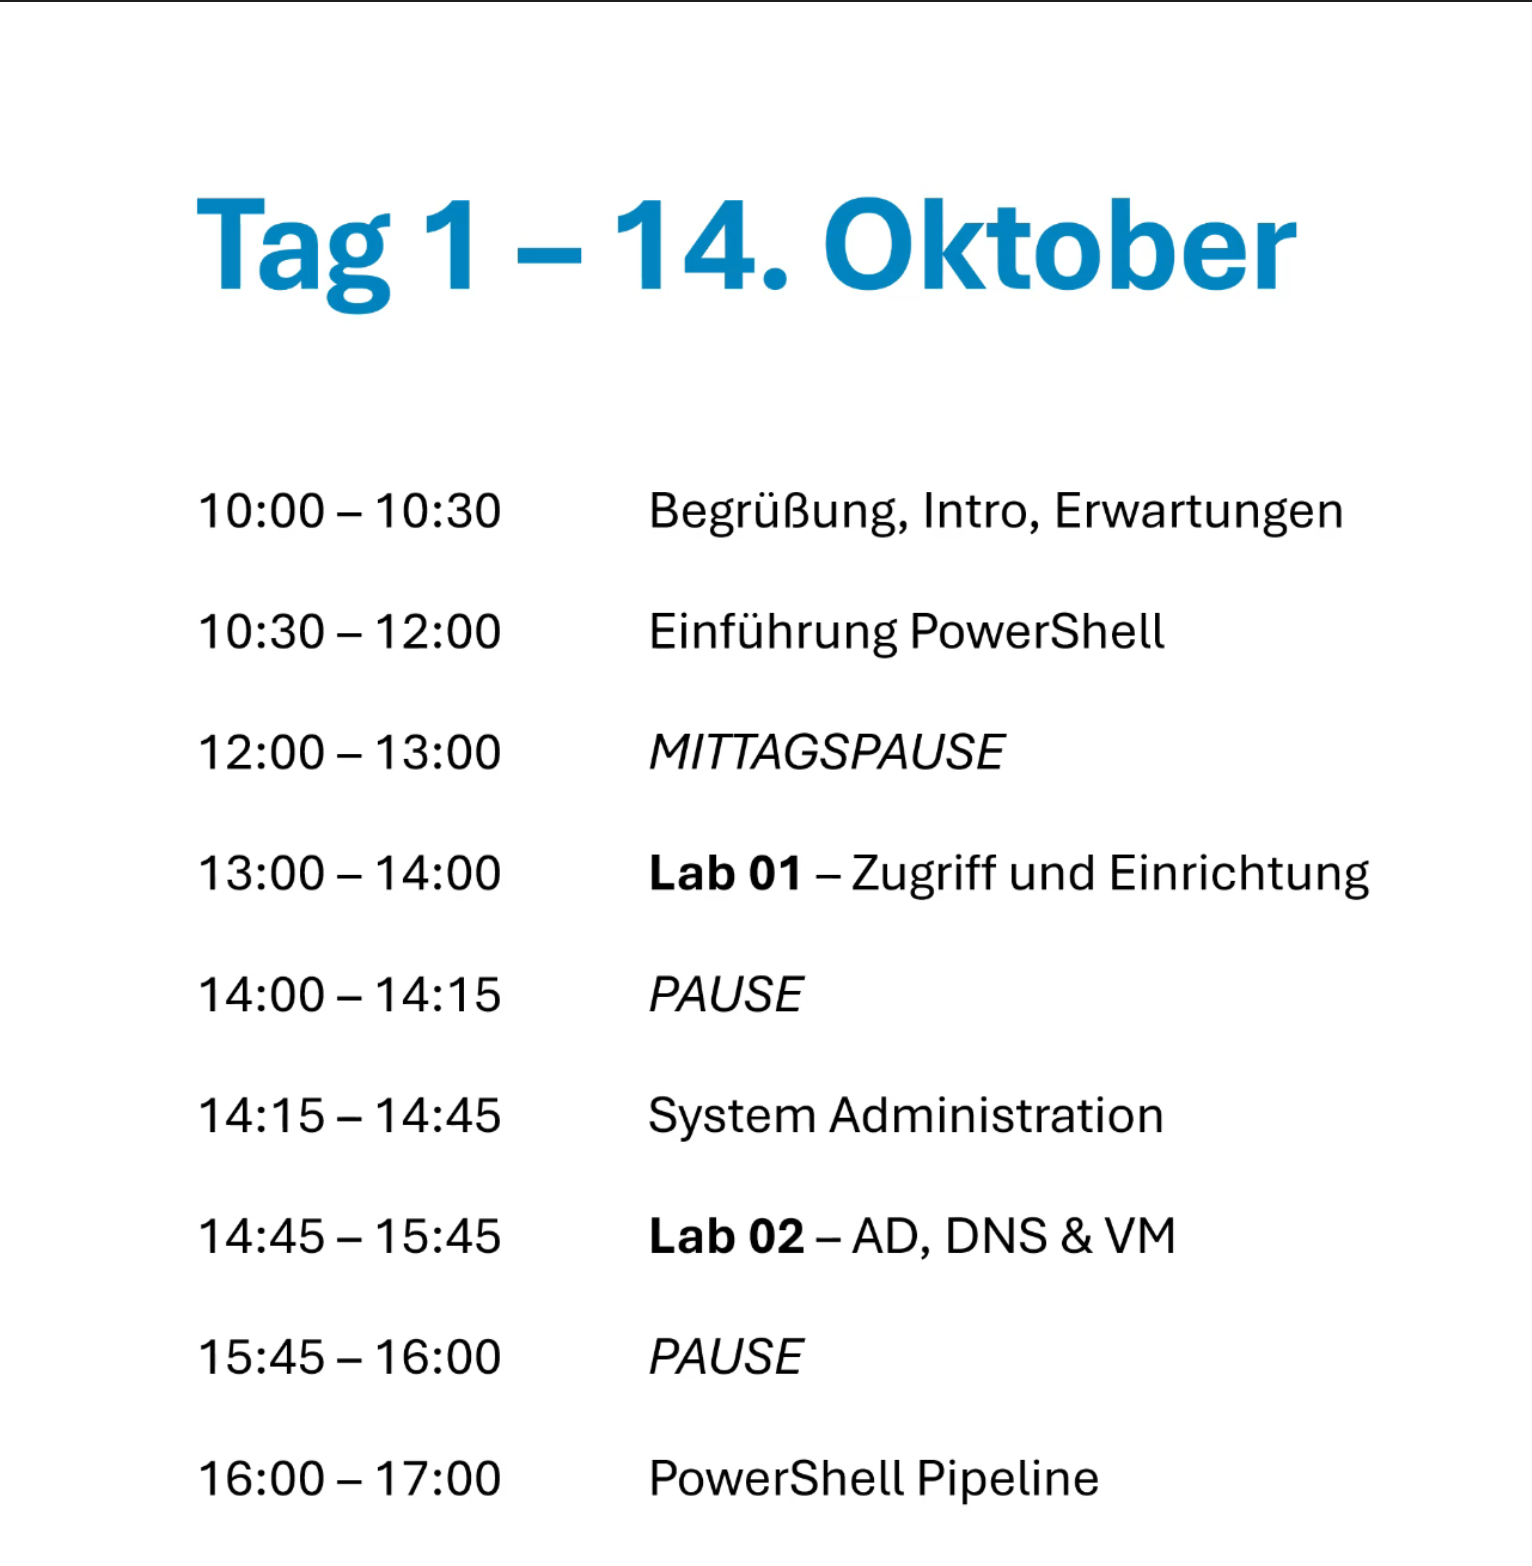 Tag 1 – 14. Oktober
10:00 – 10:30 Begrüßung, Intro, Erwartungen
10:30 – 12:00 Einführung PowerShell
12:00 – 13:00 MITTAGSPAUSE
13:00 – 14:00 Lab 01 – Zugriff und Einrichtung
14:00 – 14:15 PAUSE
14:15 – 14:45 System Administration
14:45 – 15:45 Lab 02 – AD, DNS & VM
15:45 – 16:00 PAUSE
16:00 – 17:00 PowerShell Pipeline